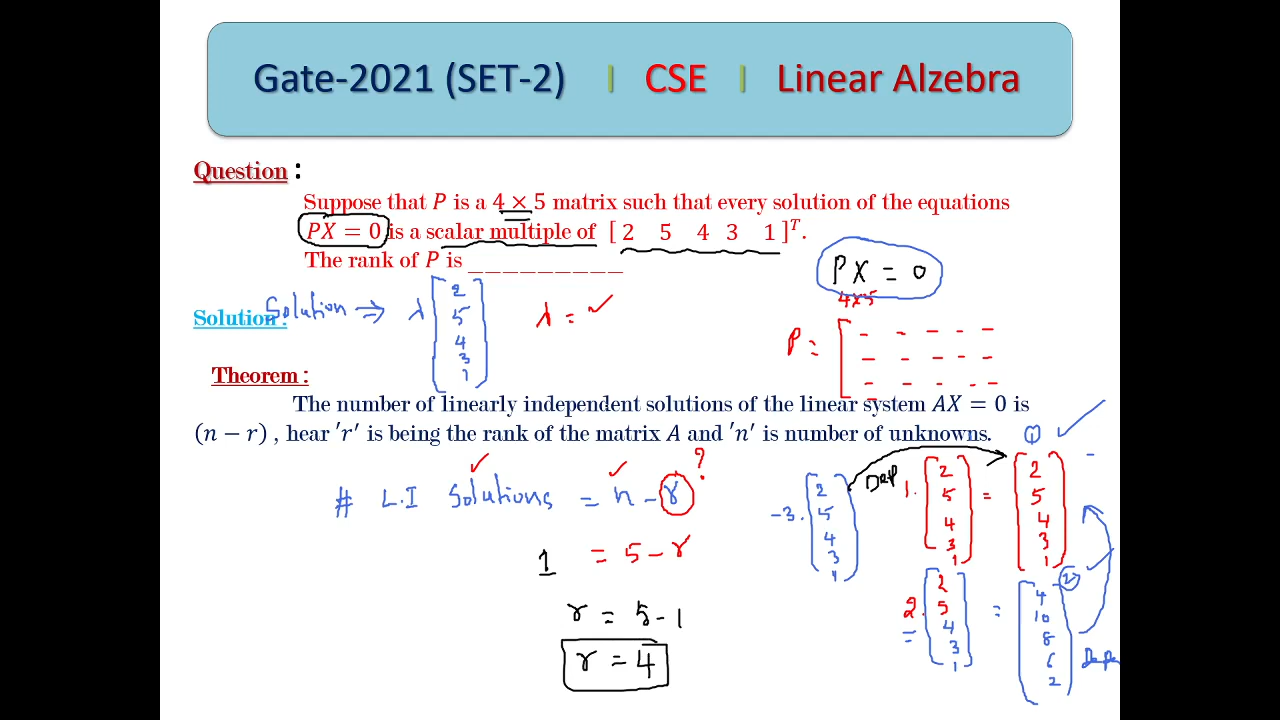 Gate-2021 (SET-2) | CSE | Linear Alzebra
Question :
Suppose that P is a 4 × 5 matrix such that every solution of the equations
PX = 0 is a scalar multiple of [ 2 5 4 3 1 ]ᵀ.
The rank of P is _________
PX = 0
4×5
Solution :
Solution ⇒ λ [2 5 4 3 1]
λ = ✓
P = [ – – – – –
– – – – –
– – – – –
Theorem :
The number of linearly independent solutions of the linear system AX = 0 is
(n − r) , hear 'r' is being the rank of the matrix A and 'n' is number of unknowns.
# L.I Solutions = n - r ?
1 = 5 - r
r = 5 - 1
r = 4
-3. [2 5 4 3 1] Dep
1. [2 5 4 3 1] = [2 5 4 3 1] ① ✓
2. [2 5 4 3 1] = [4 10 8 6 2] ②